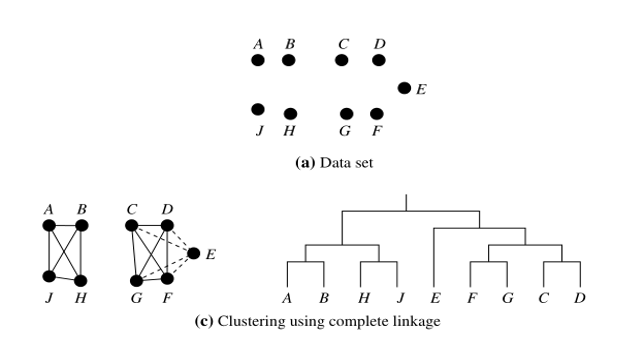 A B C D
E
J H G F
(a) Data set
A B C D
E
J H G F
A B H J E F G C D
(c) Clustering using complete linkage